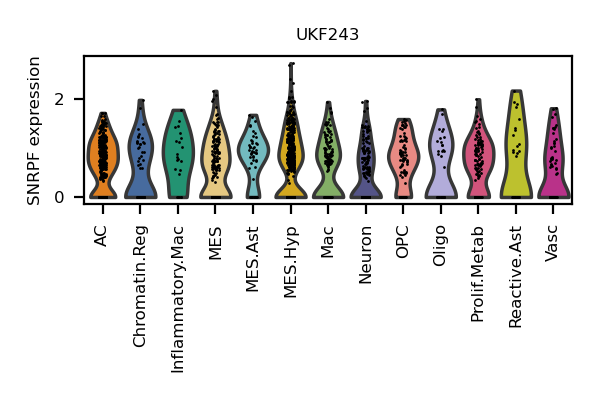 UKF243
SNRPF expression
2
0
AC
Chromatin.Reg
Inflammatory.Mac
MES
MES.Ast
MES.Hyp
Mac
Neuron
OPC
Oligo
Prolif.Metab
Reactive.Ast
Vasc